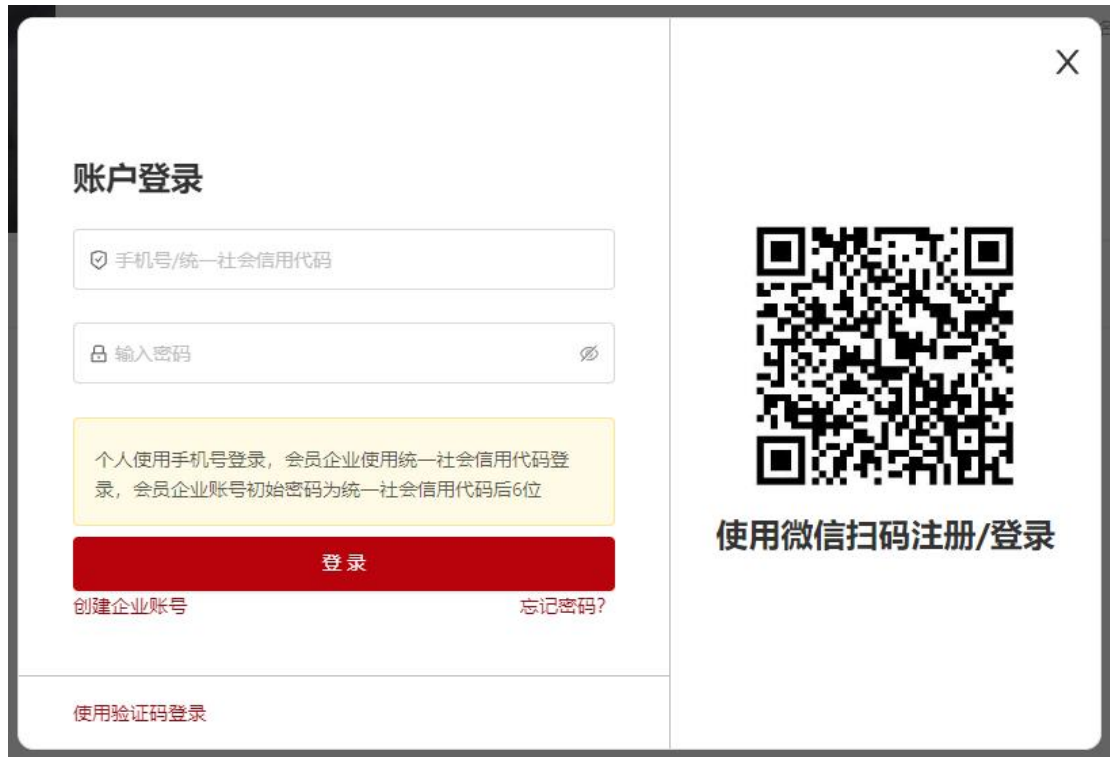 账户登录
手机号/统一社会信用代码
输入密码
个人使用手机号登录，会员企业使用统一社会信用代码登
录，会员企业账号初始密码为统一社会信用代码后6位
登 录
创建企业账号
忘记密码?
使用验证码登录
X
使用微信扫码注册/登录